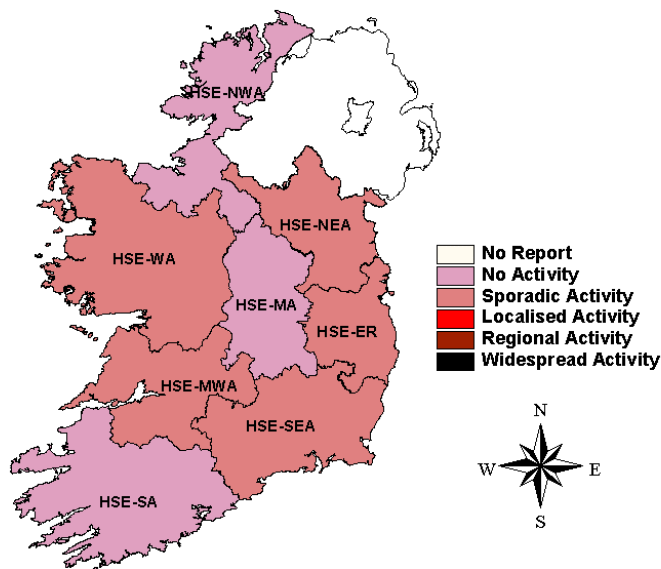 HSE-NWA
HSE-NEA
HSE-WA
HSE-MA
HSE-ER
HSE-MWA
HSE-SEA
HSE-SA
No Report
No Activity
Sporadic Activity
Localised Activity
Regional Activity
Widespread Activity
N
W E
S